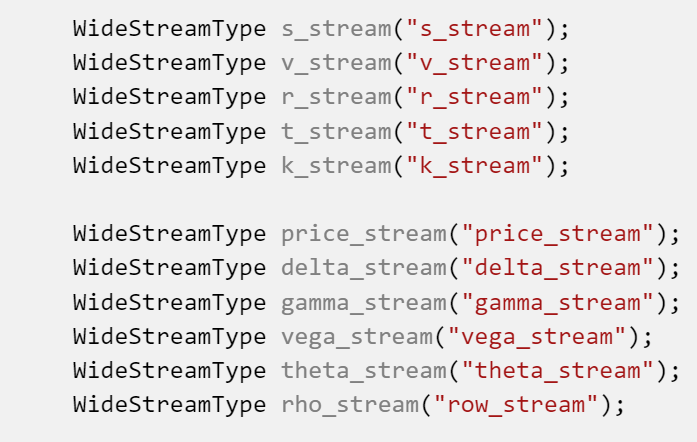 WideStreamType s_stream("s_stream");
WideStreamType v_stream("v_stream");
WideStreamType r_stream("r_stream");
WideStreamType t_stream("t_stream");
WideStreamType k_stream("k_stream");
WideStreamType price_stream("price_stream");
WideStreamType delta_stream("delta_stream");
WideStreamType gamma_stream("gamma_stream");
WideStreamType vega_stream("vega_stream");
WideStreamType theta_stream("theta_stream");
WideStreamType rho_stream("row_stream");